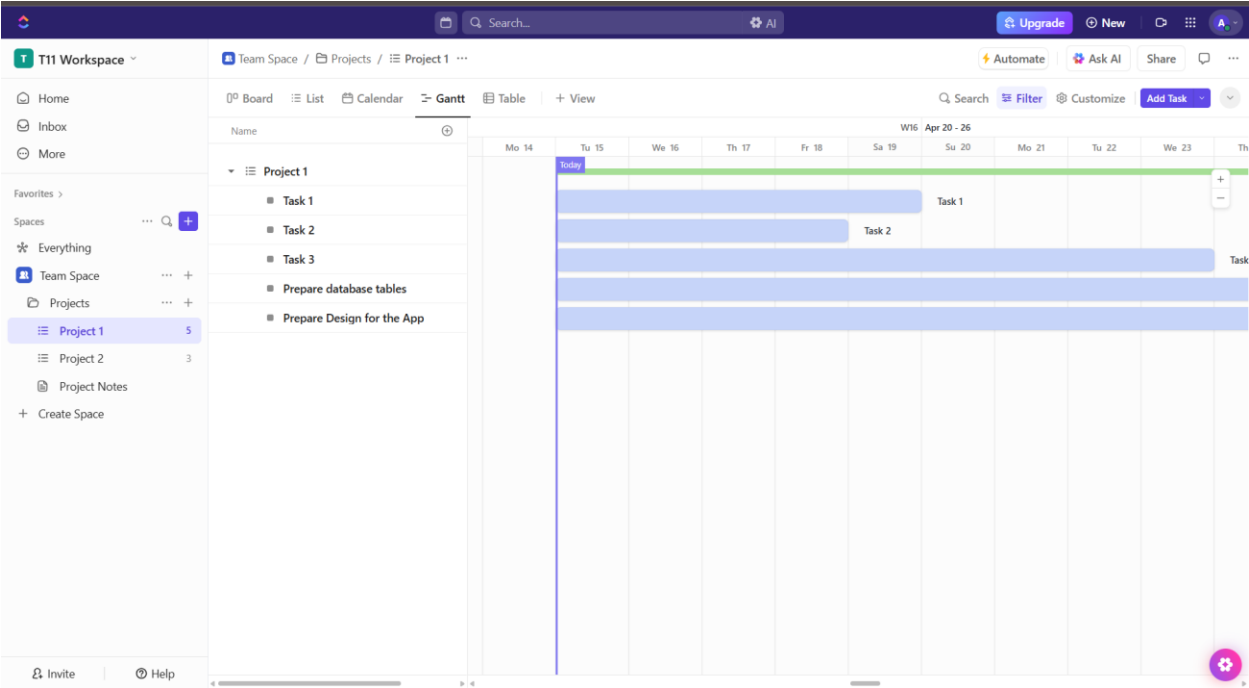 Search...
AI
Upgrade
New
A
T T11 Workspace
Team Space / Projects / Project 1 ...
Automate
Ask AI
Share
Home
Inbox
More
Favorites >
Spaces
Everything
Team Space
Projects
Project 1 5
Project 2 3
Project Notes
+ Create Space
Invite
Help
Board List Calendar Gantt Table + View
Search Filter Customize Add Task
Name
W16 Apr 20 - 26
Mo 14 Tu 15 We 16 Th 17 Fr 18 Sa 19 Su 20 Mo 21 Tu 22 We 23 Th
Today
Project 1
Task 1
Task 2
Task 3
Prepare database tables
Prepare Design for the App
Task 1
Task 2
Task